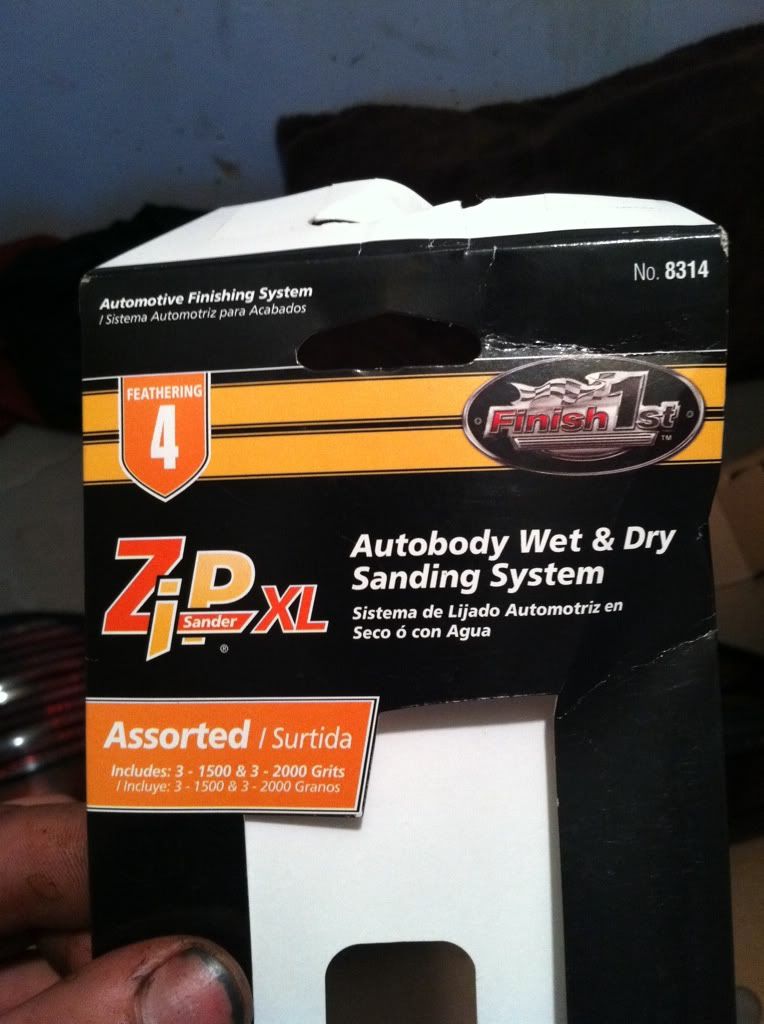 No. 8314
Automotive Finishing System
/ Sistema Automotriz para Acabados
FEATHERING
4
Finish 1st™
ZiP Sander XL®
Autobody Wet & Dry
Sanding System
Sistema de Lijado Automotriz en
Seco ó con Agua
Assorted / Surtida
Includes: 3 - 1500 & 3 - 2000 Grits
/ Incluye: 3 - 1500 & 3 - 2000 Granos